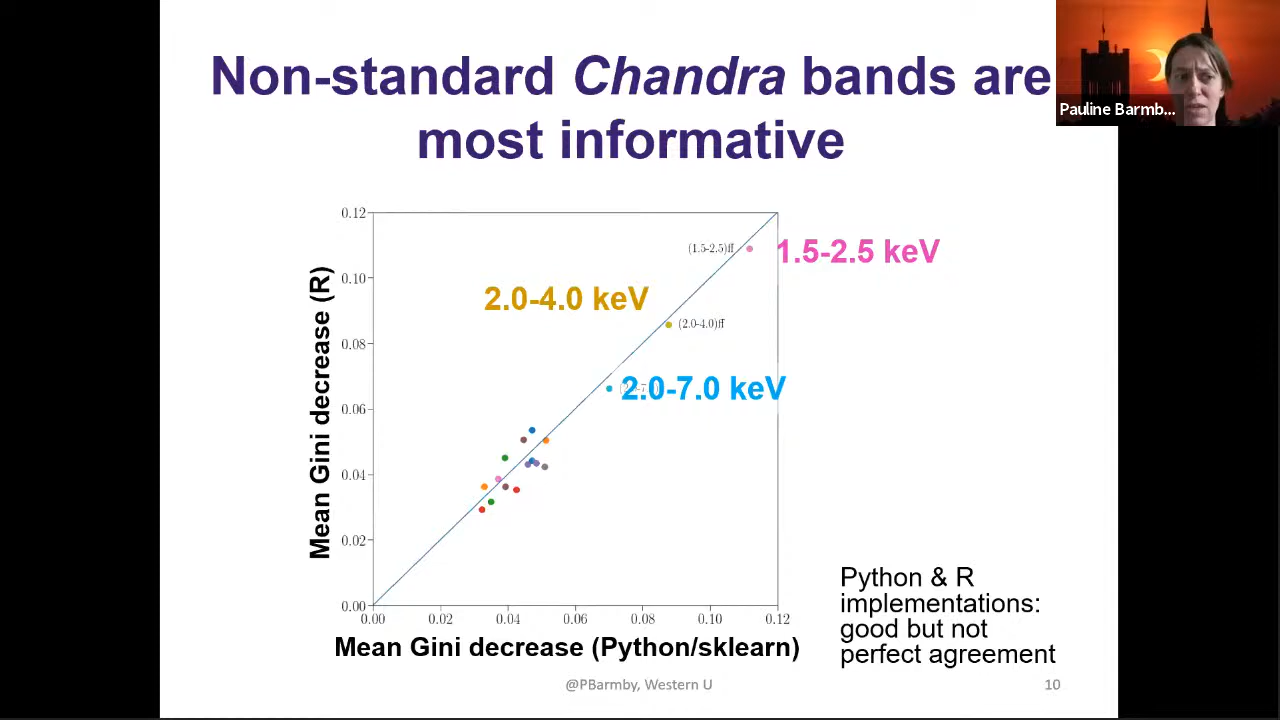 Non-standard Chandra bands are
most informative
Pauline Barmb...
0.12
0.10
0.08
0.06
0.04
0.02
0.00
Mean Gini decrease (R)
(1.5-2.5)ff
1.5-2.5 keV
2.0-4.0 keV
(2.0-4.0)ff
2.0-7.0 keV
0.00 0.02 0.04 0.06 0.08 0.10 0.12
Mean Gini decrease (Python/sklearn)
Python & R
implementations:
good but not
perfect agreement
@PBarmby, Western U
10